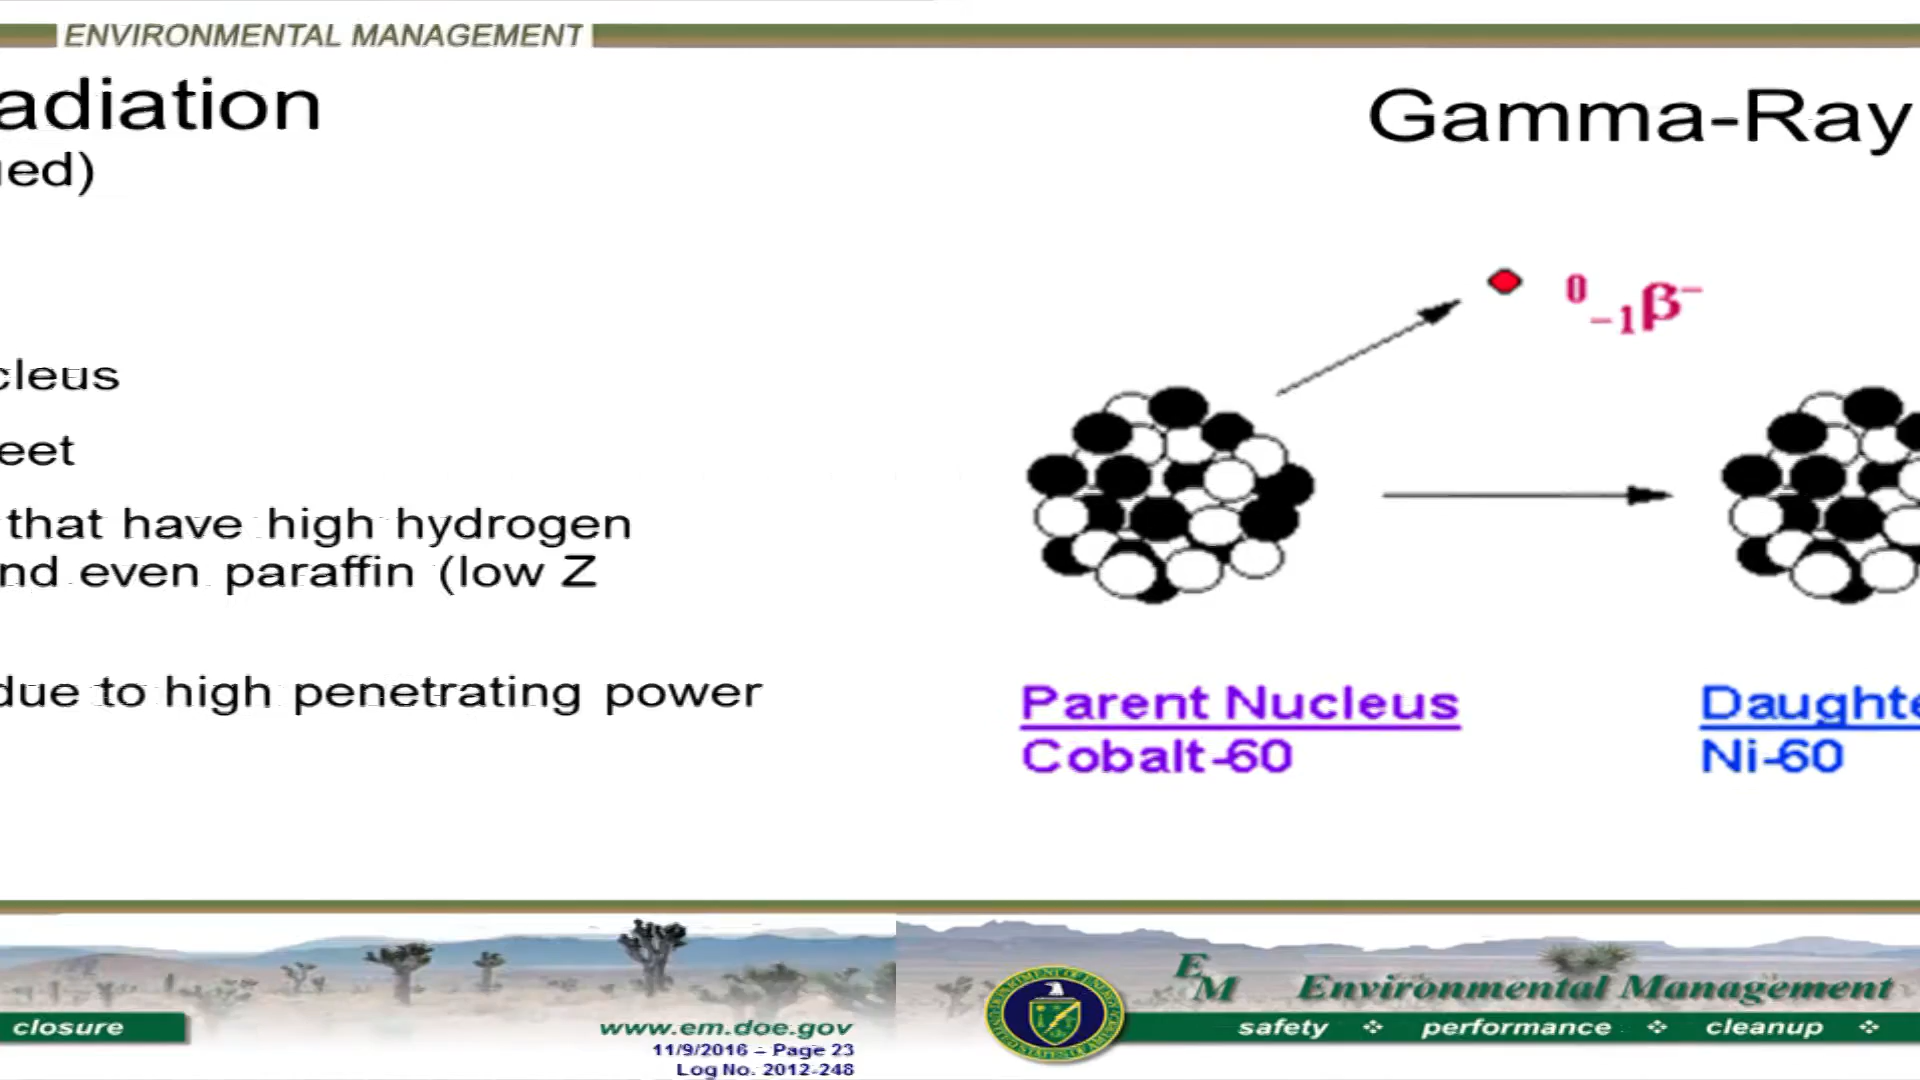 ENVIRONMENTAL MANAGEMENT
adiation
ued)
cleus
eet
that have high hydrogen
nd even paraffin (low Z
due to high penetrating power
closure
www.em.doe.gov
11/9/2016 – Page 23
Log No. 2012-248
Gamma-Ray
0
-1β−
Parent Nucleus
Cobalt-60
Daughte
Ni-60
EM Environmental Management
safety ❖ performance ❖ cleanup ❖